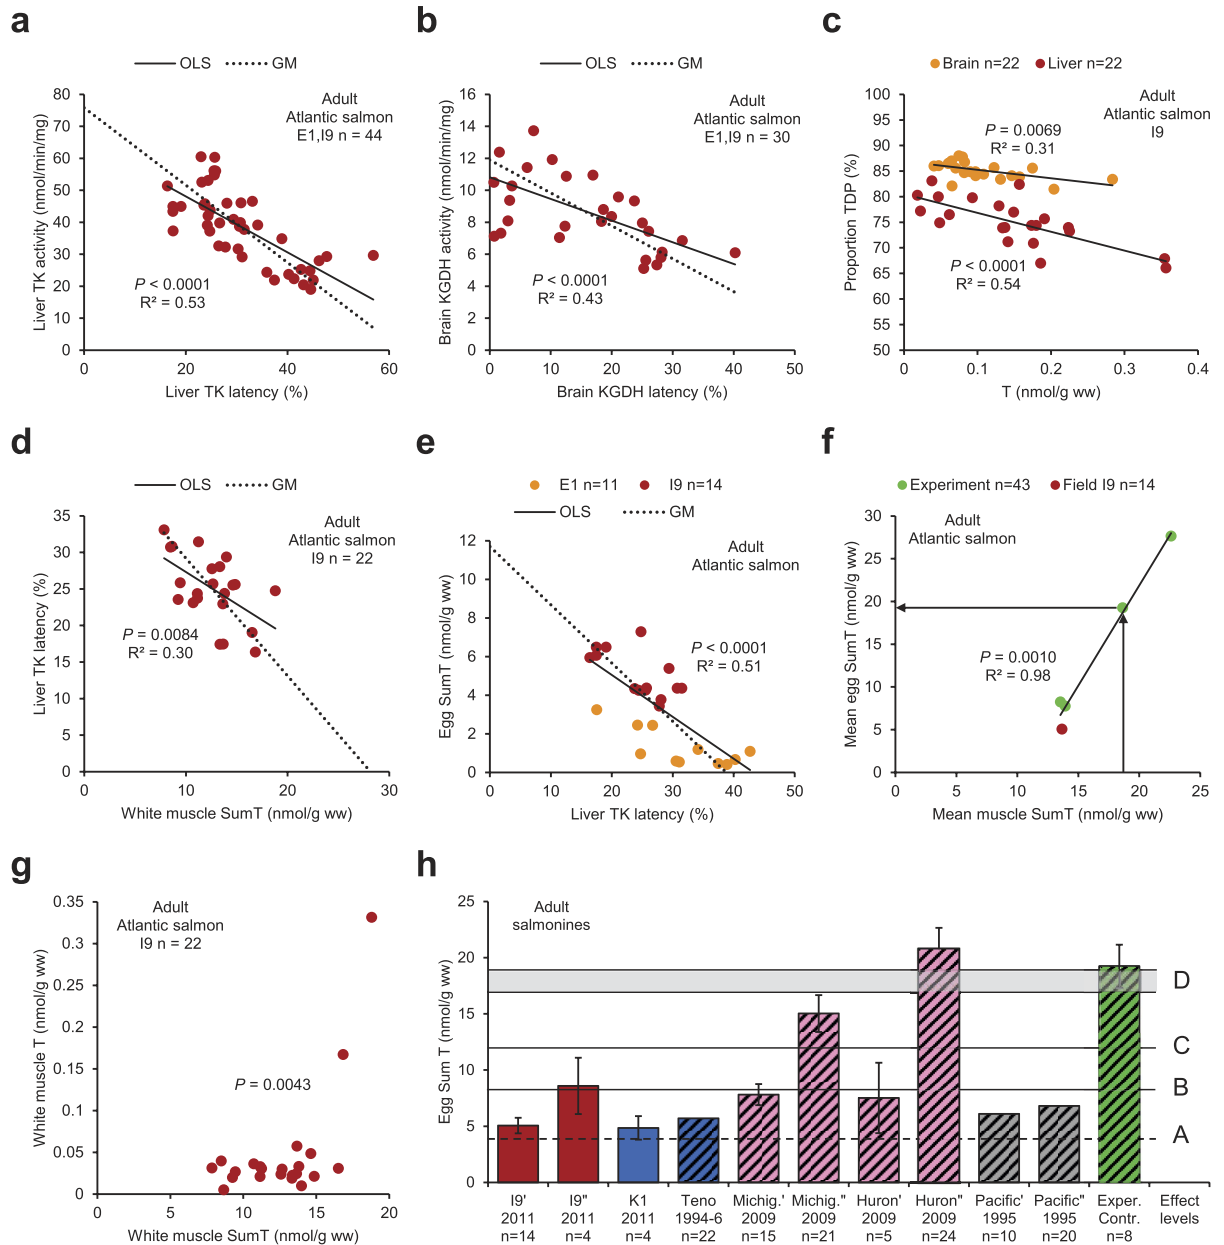 a
OLS GM
Adult
Atlantic salmon
E1,I9 n = 44
P < 0.0001
R² = 0.53
Liver TK activity (nmol/min/mg)
80
70
60
50
40
30
20
10
0
0 20 40 60
Liver TK latency (%)
b
OLS GM
Adult
Atlantic salmon
E1,I9 n = 30
P < 0.0001
R² = 0.43
Brain KGDH activity (nmol/min/mg)
16
14
12
10
8
6
4
2
0
0 10 20 30 40 50
Brain KGDH latency (%)
c
Brain n=22 Liver n=22
Adult
Atlantic salmon
I9
P = 0.0069
R² = 0.31
P < 0.0001
R² = 0.54
Proportion TDP (%)
100
95
90
85
80
75
70
65
60
55
50
0 0.1 0.2 0.3 0.4
T (nmol/g ww)
d
OLS GM
Adult
Atlantic salmon
I9 n = 22
P = 0.0084
R² = 0.30
Liver TK latency (%)
35
30
25
20
15
10
5
0
0 10 20 30
White muscle SumT (nmol/g ww)
e
E1 n=11 I9 n=14
OLS GM
Adult
Atlantic salmon
P < 0.0001
R² = 0.51
Egg SumT (nmol/g ww)
12
10
8
6
4
2
0
0 10 20 30 40 50
Liver TK latency (%)
f
Experiment n=43 Field I9 n=14
Adult
Atlantic salmon
P = 0.0010
R² = 0.98
Mean egg SumT (nmol/g ww)
30
25
20
15
10
5
0
0 5 10 15 20 25
Mean muscle SumT (nmol/g ww)
g
Adult
Atlantic salmon
I9 n = 22
P = 0.0043
White muscle T (nmol/g ww)
0.35
0.3
0.25
0.2
0.15
0.1
0.05
0
0 5 10 15 20
White muscle SumT (nmol/g ww)
h
Adult
salmonines
Egg Sum T (nmol/g ww)
25
20
15
10
5
0
D
C
B
A
I9' I9" K1 Teno Michig.' Michig." Huron' Huron" Pacific' Pacific" Exper. Effect
2011 2011 2011 1994-6 2009 2009 2009 2009 1995 1995 Contr. levels
n=14 n=4 n=4 n=22 n=15 n=21 n=5 n=24 n=10 n=20 n=8